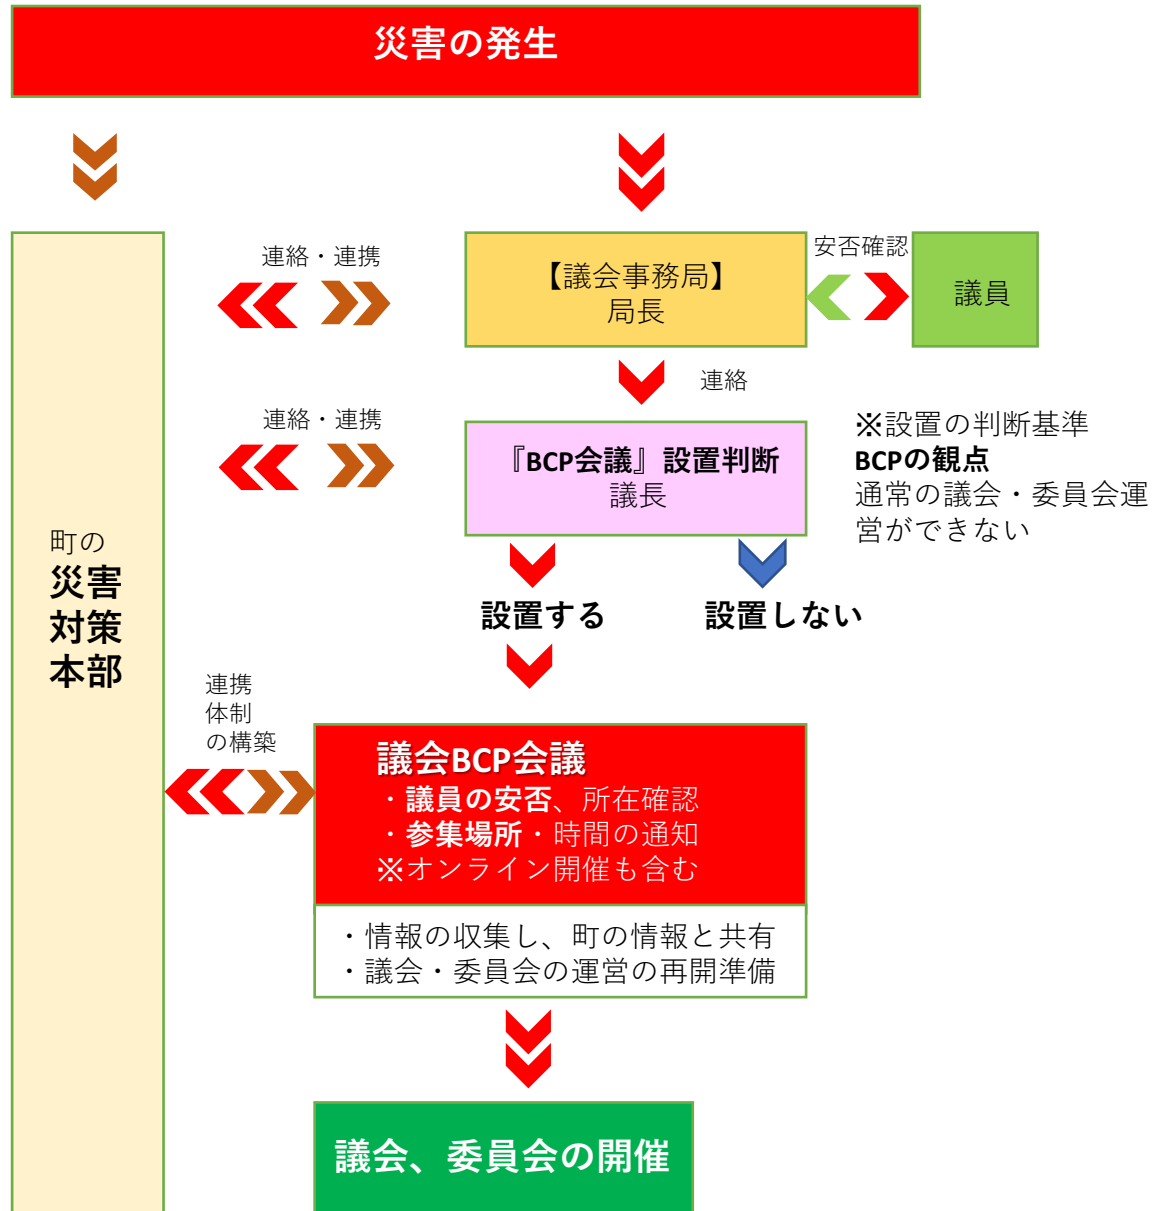 災害の発生
連絡・連携
【議会事務局】
局長
安否確認
議員
連絡
連絡・連携
『BCP会議』設置判断
議長
※設置の判断基準
BCPの観点
通常の議会・委員会運
営ができない
設置する
設置しない
町の
災害
対策
本部
連携
体制
の構築
議会BCP会議
・議員の安否、所在確認
・参集場所・時間の通知
※オンライン開催も含む
・情報の収集し、町の情報と共有
・議会・委員会の運営の再開準備
議会、委員会の開催